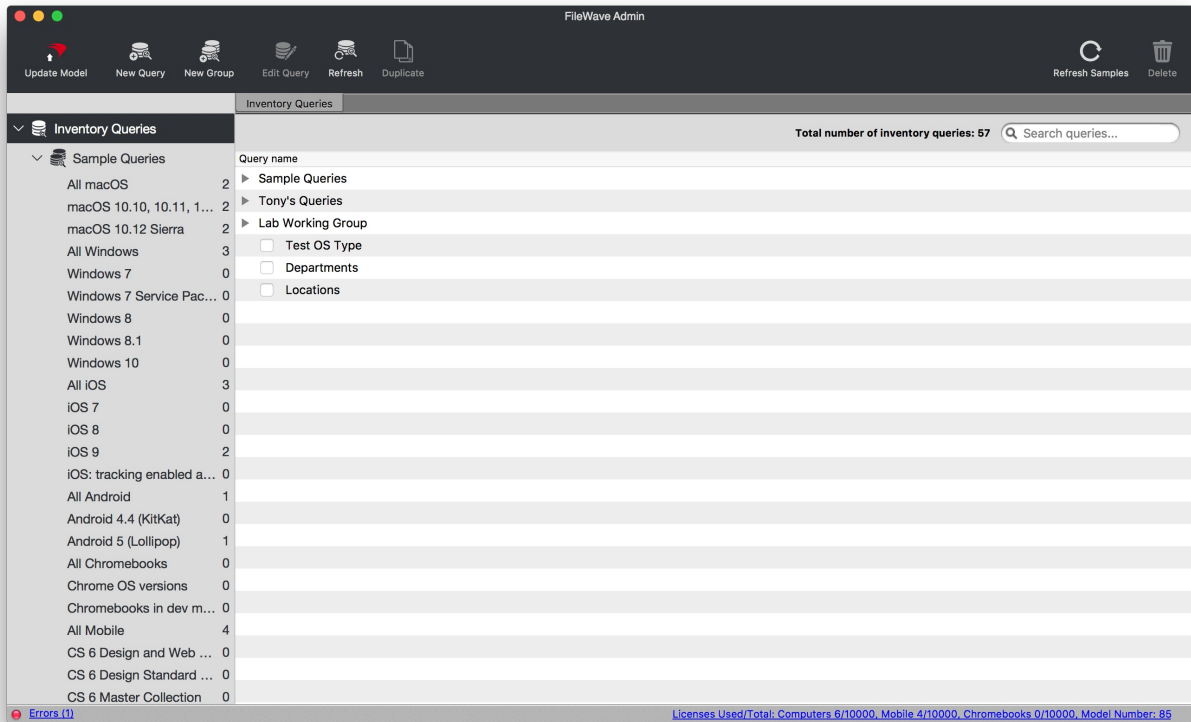 FileWave Admin
Update Model New Query New Group Edit Query Refresh Duplicate Refresh Samples Delete
Inventory Queries
Inventory Queries
Total number of inventory queries: 57 Search queries...
Sample Queries
Query name
All macOS 2
Sample Queries
macOS 10.10, 10.11, 1... 2
Tony's Queries
macOS 10.12 Sierra 2
Lab Working Group
All Windows 3
Test OS Type
Windows 7 0
Departments
Windows 7 Service Pac... 0
Locations
Windows 8 0
Windows 8.1 0
Windows 10 0
All iOS 3
iOS 7 0
iOS 8 0
iOS 9 2
iOS: tracking enabled a... 0
All Android 1
Android 4.4 (KitKat) 0
Android 5 (Lollipop) 1
All Chromebooks 0
Chrome OS versions 0
Chromebooks in dev m... 0
All Mobile 4
CS 6 Design and Web ... 0
CS 6 Design Standard ... 0
CS 6 Master Collection 0
Errors (1)
Licenses Used/Total: Computers 6/10000, Mobile 4/10000, Chromebooks 0/10000, Model Number: 85